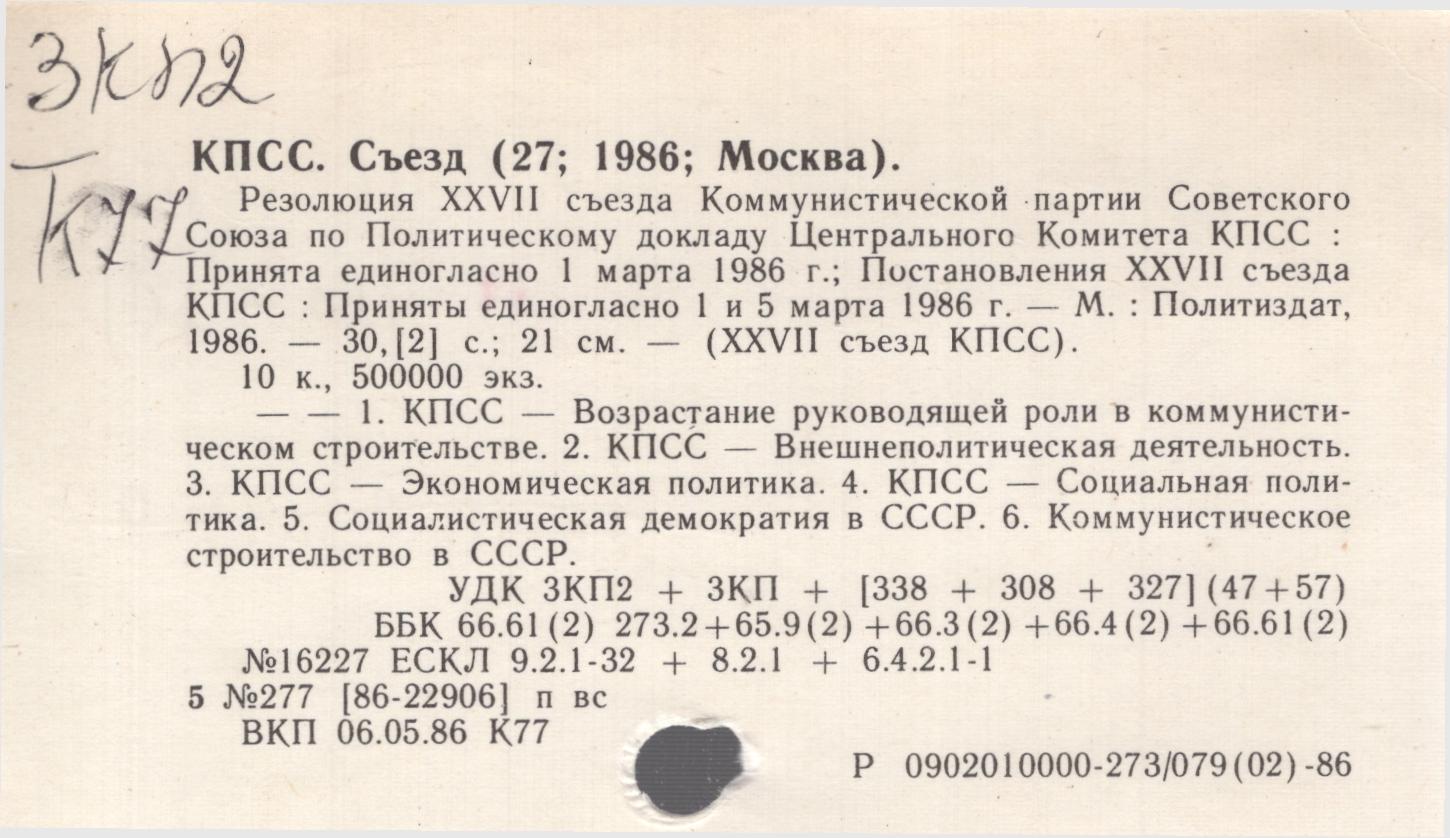 3КП2
К77
КПСС. Съезд (27; 1986; Москва).
Резолюция XXVII съезда Коммунистической партии Советского
Союза по Политическому докладу Центрального Комитета КПСС :
Принята единогласно 1 марта 1986 г.; Постановления XXVII съезда
КПСС : Приняты единогласно 1 и 5 марта 1986 г. — М. : Политиздат,
1986. — 30,[2] с.; 21 см. — (XXVII съезд КПСС).
10 к., 500000 экз.
— — 1. КПСС — Возрастание руководящей роли в коммунисти-
ческом строительстве. 2. КПСС — Внешнеполитическая деятельность.
3. КПСС — Экономическая политика. 4. КПСС — Социальная поли-
тика. 5. Социалистическая демократия в СССР. 6. Коммунистическое
строительство в СССР.
УДК 3КП2 + 3КП + [338 + 308 + 327] (47+57)
ББК 66.61(2) 273.2+65.9(2)+66.3(2)+66.4(2)+66.61(2)
№16227 ЕСКЛ 9.2.1-32 + 8.2.1 + 6.4.2.1-1
5 №277 [86-22906] п вс
ВКП 06.05.86 К77
Р 0902010000-273/079(02)-86